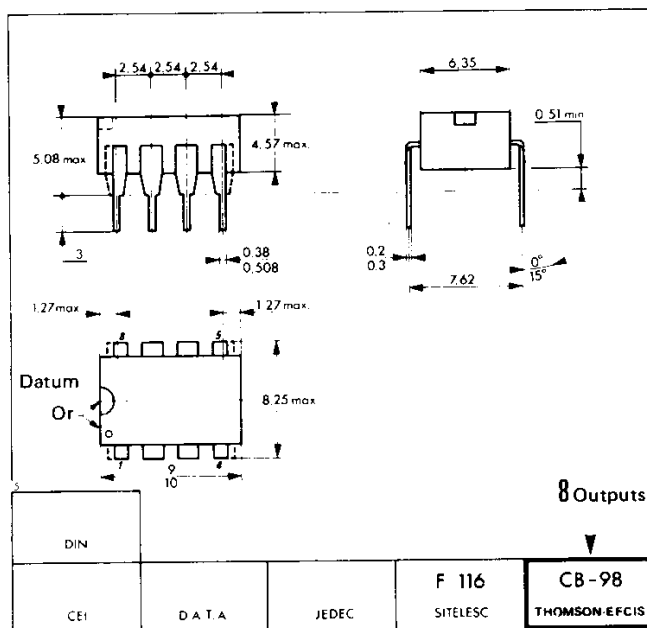 2.54 2.54 2.54
6.35
5.08 max
4.57 max.
0.51 min
3
0.38
0.508
0.2
0.3
7.62
0°
15°
1.27 max
1.27 max.
8
5
Datum
Or
8.25 max
1
4
9
10
5
8 Outputs
DIN
CEI
D A T A
JEDEC
F 116
SITELESC
CB-98
THOMSON-EFCIS